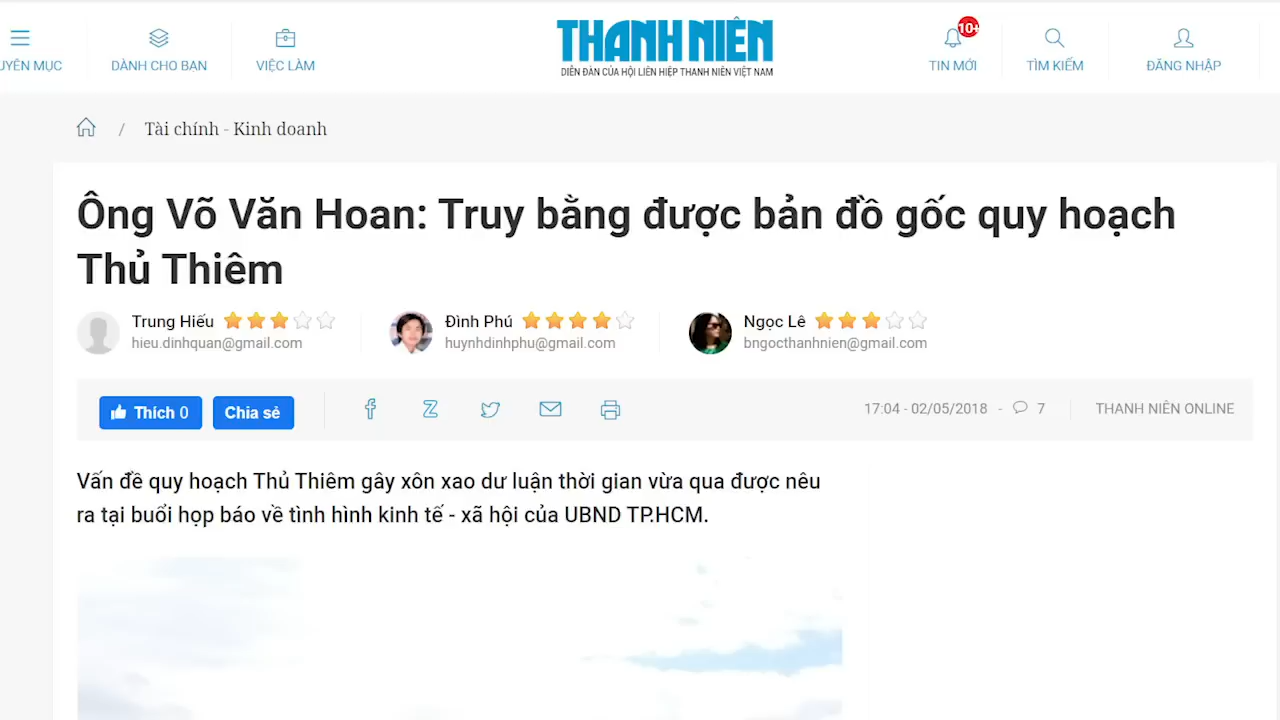 UYÊN MỤC
DÀNH CHO BẠN
VIỆC LÀM
THANH NIÊN
DIỄN ĐÀN CỦA HỘI LIÊN HIỆP THANH NIÊN VIỆT NAM
10+
TIN MỚI
TÌM KIẾM
ĐĂNG NHẬP
/ Tài chính - Kinh doanh
Ông Võ Văn Hoan: Truy bằng được bản đồ gốc quy hoạch
Thủ Thiêm
Trung Hiếu
hieu.dinhquan@gmail.com
Đình Phú
huynhdinhphu@gmail.com
Ngọc Lê
bngocthanhnien@gmail.com
Thích 0
Chia sẻ
17:04 - 02/05/2018 - 7
THANH NIÊN ONLINE
Vấn đề quy hoạch Thủ Thiêm gây xôn xao dư luận thời gian vừa qua được nêu
ra tại buổi họp báo về tình hình kinh tế - xã hội của UBND TP.HCM.